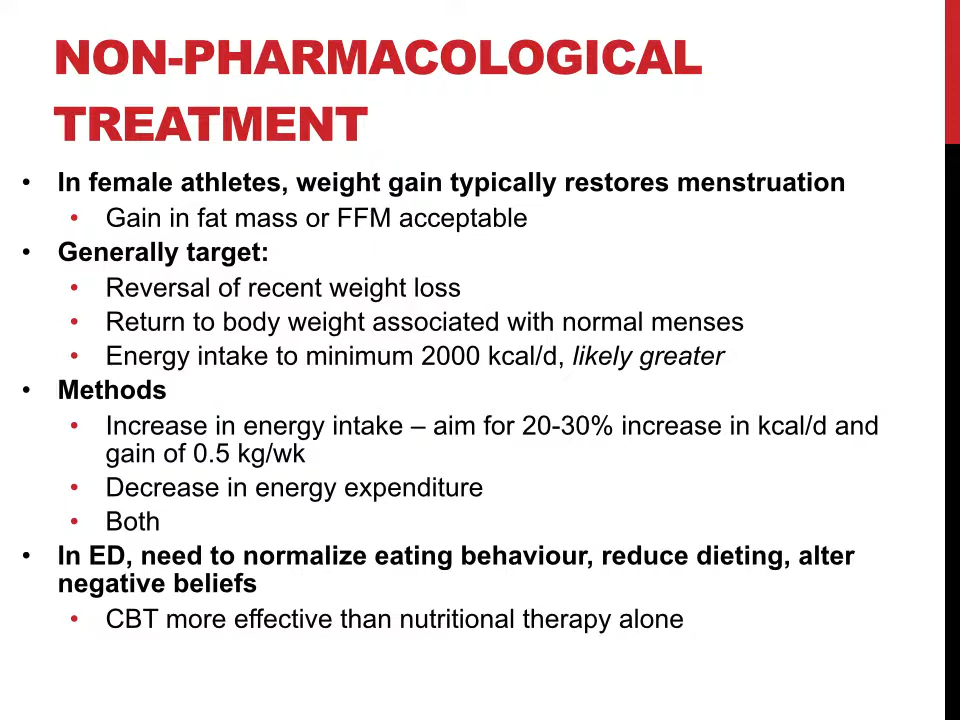 NON-PHARMACOLOGICAL
TREATMENT
• In female athletes, weight gain typically restores menstruation
• Gain in fat mass or FFM acceptable
• Generally target:
• Reversal of recent weight loss
• Return to body weight associated with normal menses
• Energy intake to minimum 2000 kcal/d, likely greater
• Methods
• Increase in energy intake – aim for 20-30% increase in kcal/d and
gain of 0.5 kg/wk
• Decrease in energy expenditure
• Both
• In ED, need to normalize eating behaviour, reduce dieting, alter
negative beliefs
• CBT more effective than nutritional therapy alone